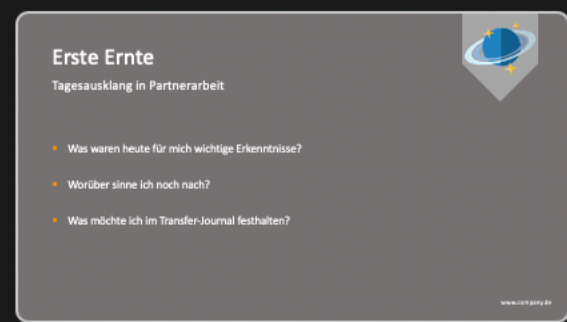 Erste Ernte
Tagesausklang in Partnerarbeit
Was waren heute für mich wichtige Erkenntnisse?
Worüber sinne ich noch nach?
Was möchte ich im Transfer-Journal festhalten?
www.company.de